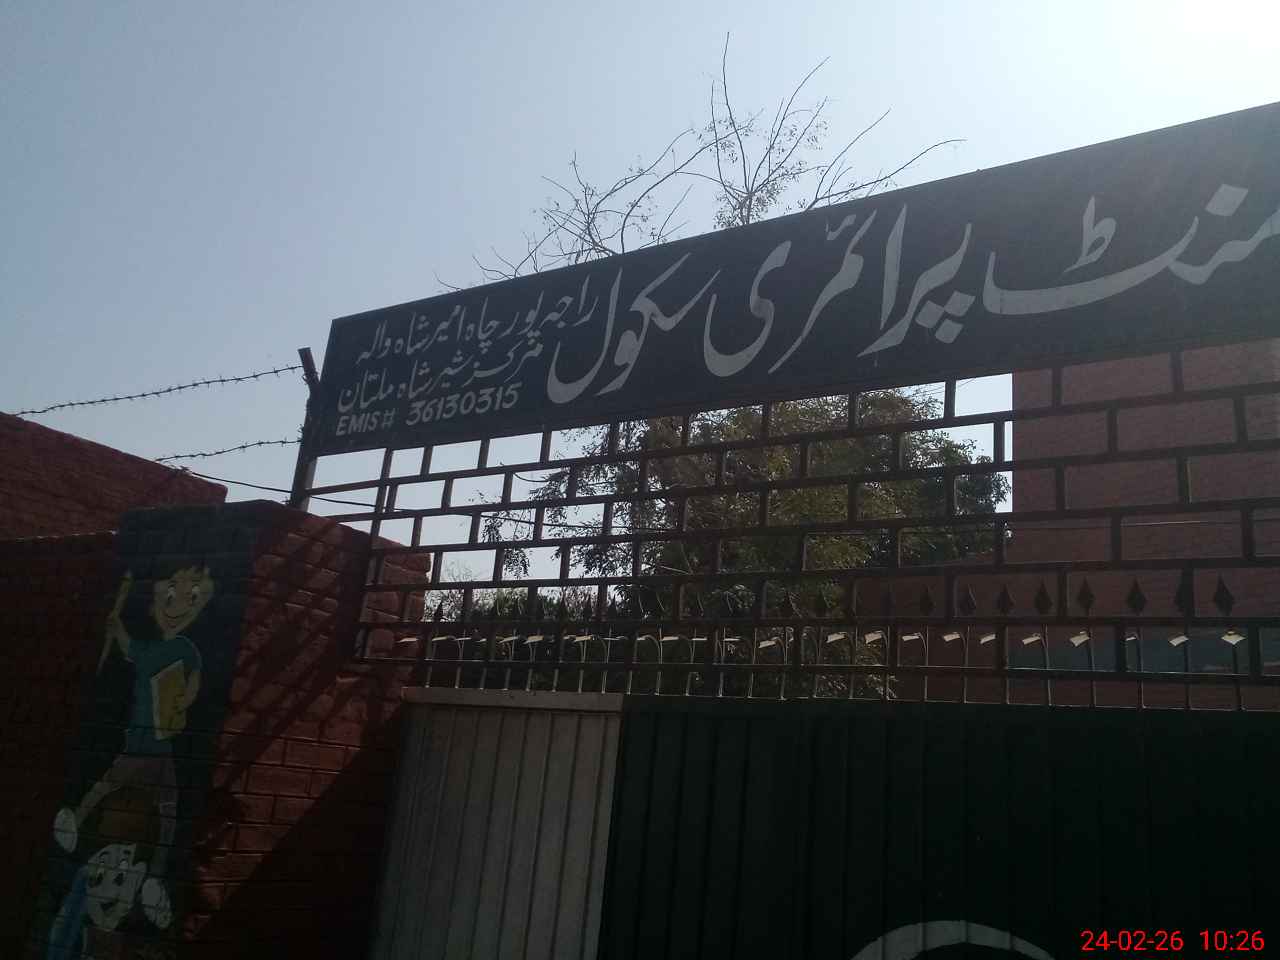 منٹ پرائمری سکول
راجہ پور چاہ امیر شاہ والہ
مرکز شیر شاہ ملتان
EMIS# 36130315
24-02-26 10:26